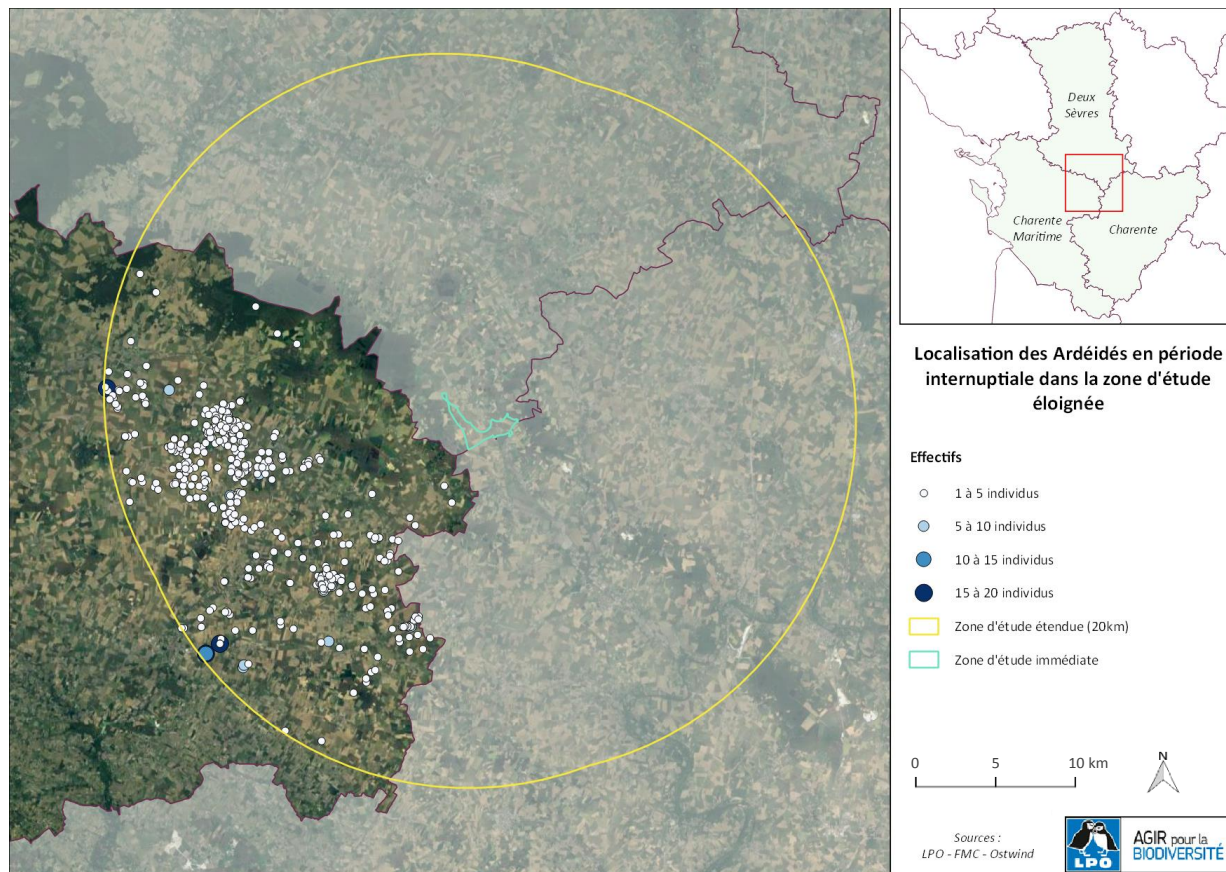 Deux
Sèvres
Charente
Maritime
Charente
Localisation des Ardéidés en période
internuptiale dans la zone d'étude
éloignée
Effectifs
1 à 5 individus
5 à 10 individus
10 à 15 individus
15 à 20 individus
Zone d'étude étendue (20km)
Zone d'étude immédiate
0 5 10 km
N
Sources :
LPO - FMC - Ostwind
LPO
AGIR pour la
BIODIVERSITÉ